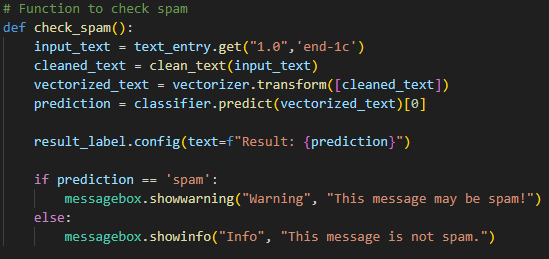 # Function to check spam
def check_spam():
    input_text = text_entry.get("1.0",'end-1c')
    cleaned_text = clean_text(input_text)
    vectorized_text = vectorizer.transform([cleaned_text])
    prediction = classifier.predict(vectorized_text)[0]

    result_label.config(text=f"Result: {prediction}")

    if prediction == 'spam':
        messagebox.showwarning("Warning", "This message may be spam!")
    else:
        messagebox.showinfo("Info", "This message is not spam.")